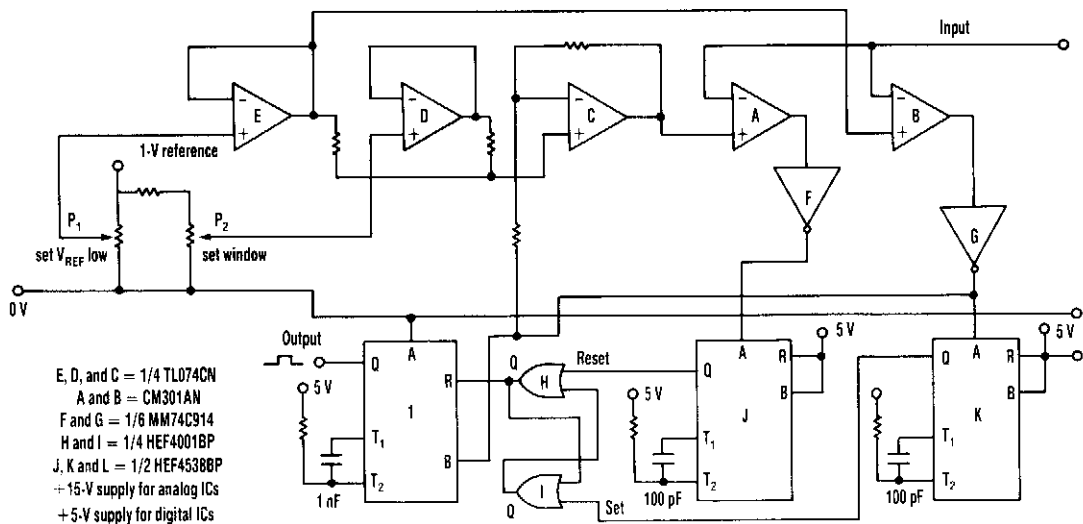 Input
E
D
C
A
B
− + − + − + − + − +
1-V reference
P1
set VREF low
P2
set window
F
G
0 V
Output
Q A R 1 T1 T2 B
5 V
1 nF
Q
H
Reset
I
Q
Set
Q A R B J T1 T2
5 V
5 V
100 pF
Q A R B K T1 T2
5 V
100 pF
E, D, and C = 1/4 TL074CN
A and B = CM301AN
F and G = 1/6 MM74C914
H and I = 1/4 HEF4001BP
J, K and L = 1/2 HEF4538BP
+15-V supply for analog ICs
+5-V supply for digital ICs